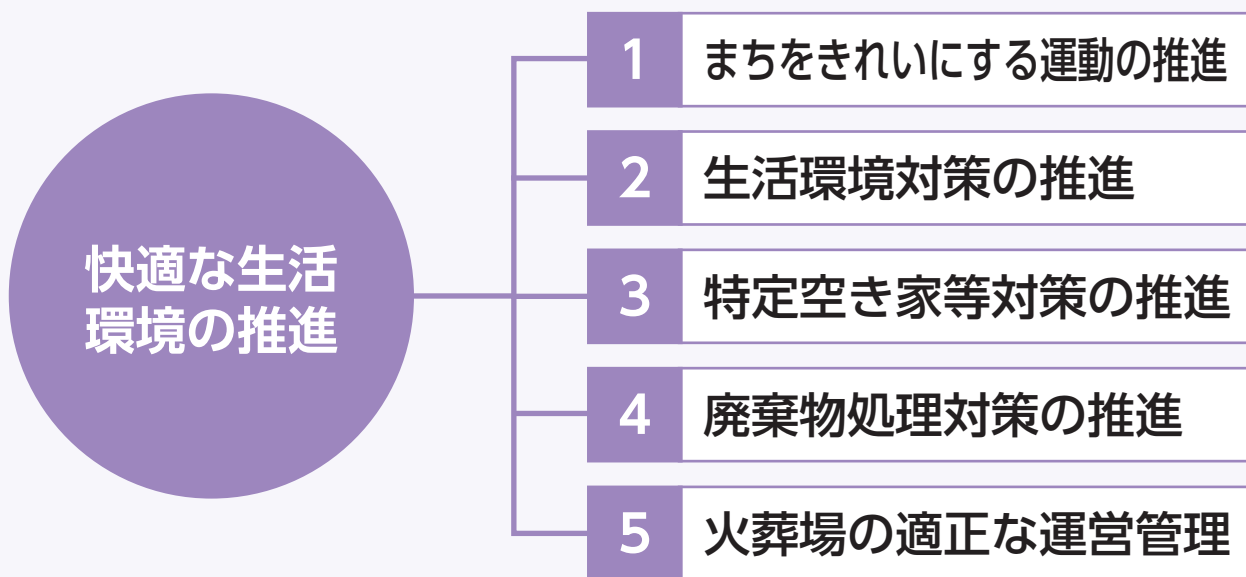 快適な生活
環境の推進
1 まちをきれいにする運動の推進
2 生活環境対策の推進
3 特定空き家等対策の推進
4 廃棄物処理対策の推進
5 火葬場の適正な運営管理